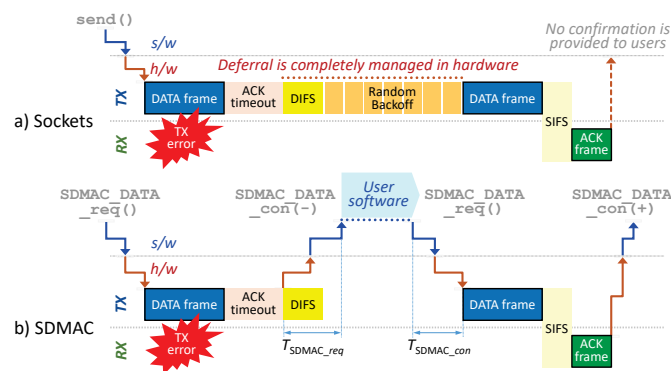 send()
No confirmation is
provided to users
s/w
h/w
Deferral is completely managed in hardware
a) Sockets
TX
RX
DATA frame
TX
error
ACK
timeout
DIFS
Random
Backoff
DATA frame
SIFS
ACK
frame
SDMAC_DATA
_req()
SDMAC_DATA
_con(-)
User
software
SDMAC_DATA
_req()
SDMAC_DATA
_con(+)
s/w
h/w
b) SDMAC
TX
RX
DATA frame
TX
error
ACK
timeout
DIFS
DATA frame
SIFS
ACK
frame
TSDMAC_req
TSDMAC_con